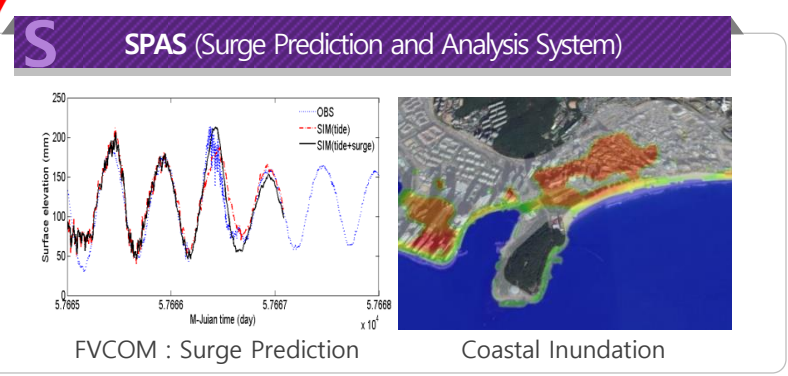 S
SPAS (Surge Prediction and Analysis System)
250
200
150
100
50
0
Surface elevation (mm)
OBS
SIM(tide)
SIM(tide+surge)
5.7665
5.7666
5.7667
5.7668
M-Juian time (day)
x 10⁴
FVCOM : Surge Prediction
Coastal Inundation